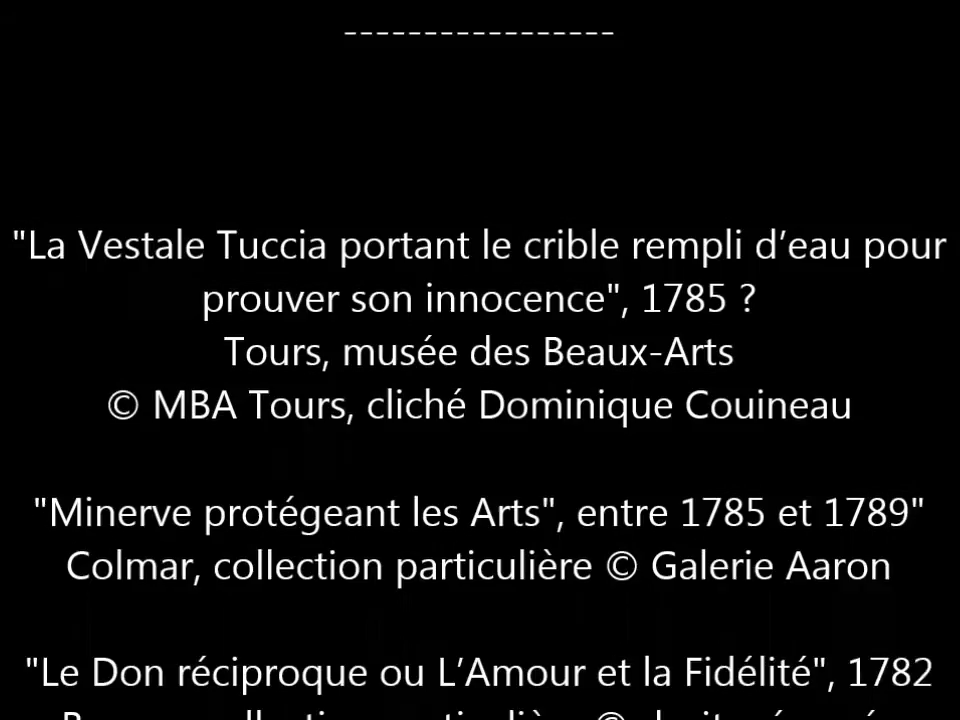 -----------------
"La Vestale Tuccia portant le crible rempli d’eau pour
prouver son innocence", 1785 ?
Tours, musée des Beaux-Arts
© MBA Tours, cliché Dominique Couineau
"Minerve protégeant les Arts", entre 1785 et 1789"
Colmar, collection particulière © Galerie Aaron
"Le Don réciproque ou L’Amour et la Fidélité", 1782
collection particulière ©